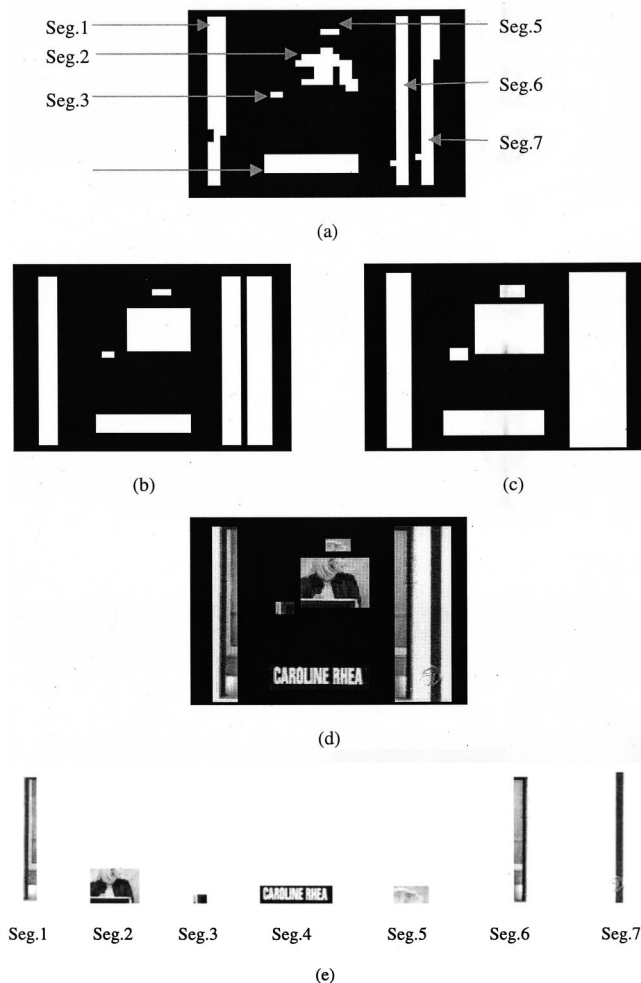 Seg.1
Seg.5
Seg.2
Seg.3
Seg.6
Seg.7
(a)
(b)
(c)
CAROLINE RHEA
(d)
CAROLINE RHEA
Seg.1 Seg.2 Seg.3 Seg.4 Seg.5 Seg.6 Seg.7
(e)